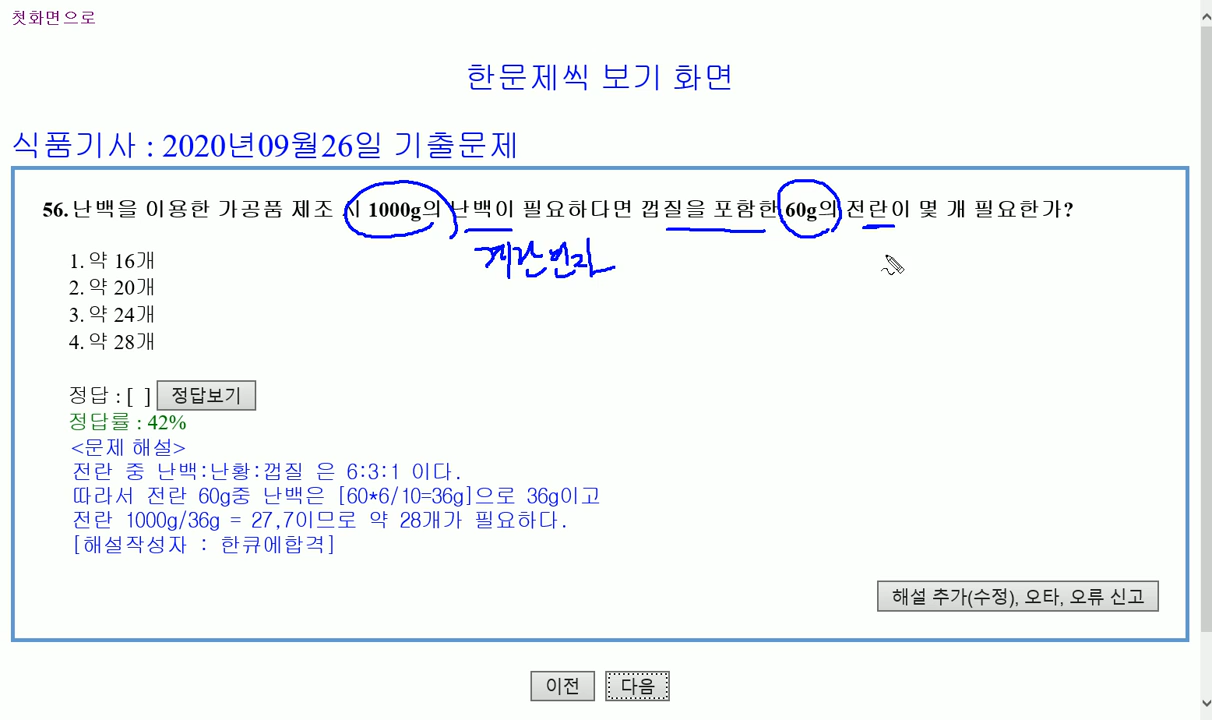 첫화면으로
한문제씩 보기 화면
식품기사 : 2020년09월26일 기출문제
56. 난백을 이용한 가공품 제조 시 1000g의 난백이 필요하다면 껍질을 포함한 60g의 전란이 몇 개 필요한가?
계란흰자
1. 약 16개
2. 약 20개
3. 약 24개
4. 약 28개
정답 : [ ] 정답보기
정답률 : 42%
<문제 해설>
전란 중 난백:난황:껍질 은 6:3:1 이다.
따라서 전란 60g중 난백은 [60*6/10=36g]으로 36g이고
전란 1000g/36g = 27,7이므로 약 28개가 필요하다.
[해설작성자 : 한큐에합격]
해설 추가(수정), 오타, 오류 신고
이전 다음